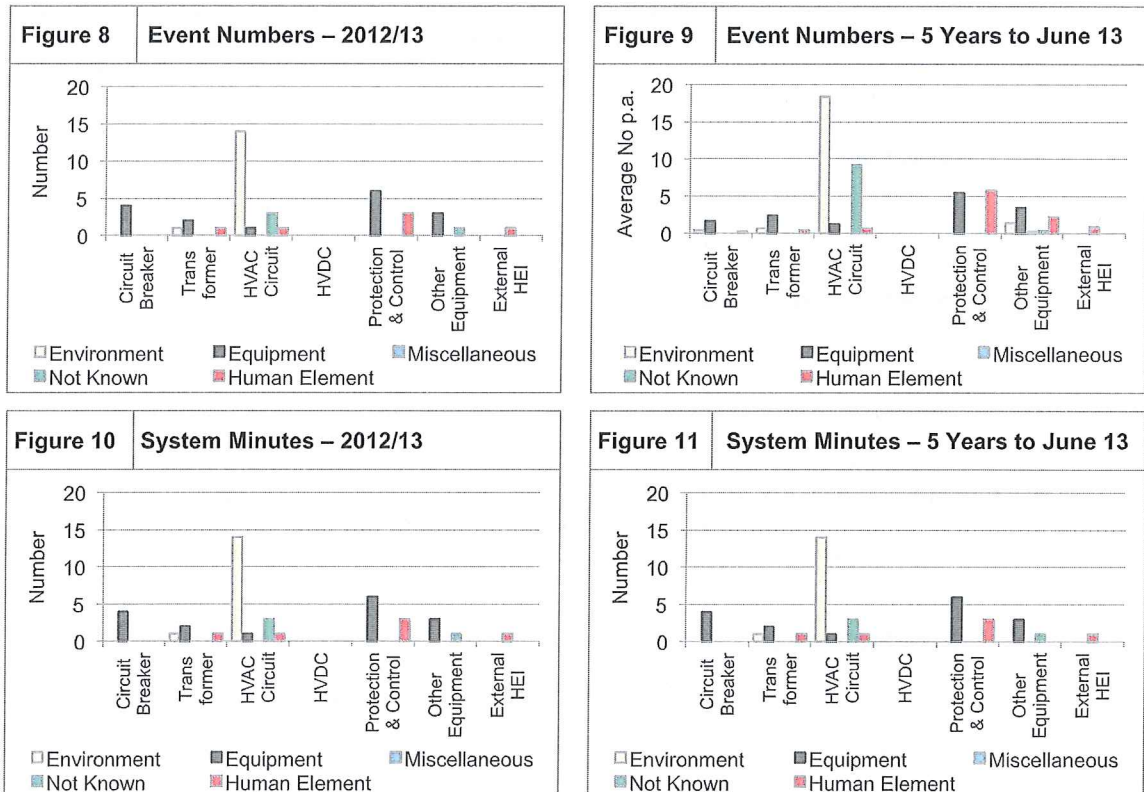 Figure 8 Event Numbers – 2012/13
Number
20
15
10
5
0
Circuit Breaker
Trans former
HVAC Circuit
HVDC
Protection & Control
Other Equipment
External HEI
Environment Equipment Miscellaneous
Not Known Human Element
Figure 9 Event Numbers – 5 Years to June 13
Average No p.a.
20
15
10
5
0
Circuit Breaker
Trans former
HVAC Circuit
HVDC
Protection & Control
Other Equipment
External HEI
Environment Equipment Miscellaneous
Not Known Human Element
Figure 10 System Minutes – 2012/13
Number
20
15
10
5
0
Circuit Breaker
Trans former
HVAC Circuit
HVDC
Protection & Control
Other Equipment
External HEI
Environment Equipment Miscellaneous
Not Known Human Element
Figure 11 System Minutes – 5 Years to June 13
Number
20
15
10
5
0
Circuit Breaker
Trans former
HVAC Circuit
HVDC
Protection & Control
Other Equipment
External HEI
Environment Equipment Miscellaneous
Not Known Human Element